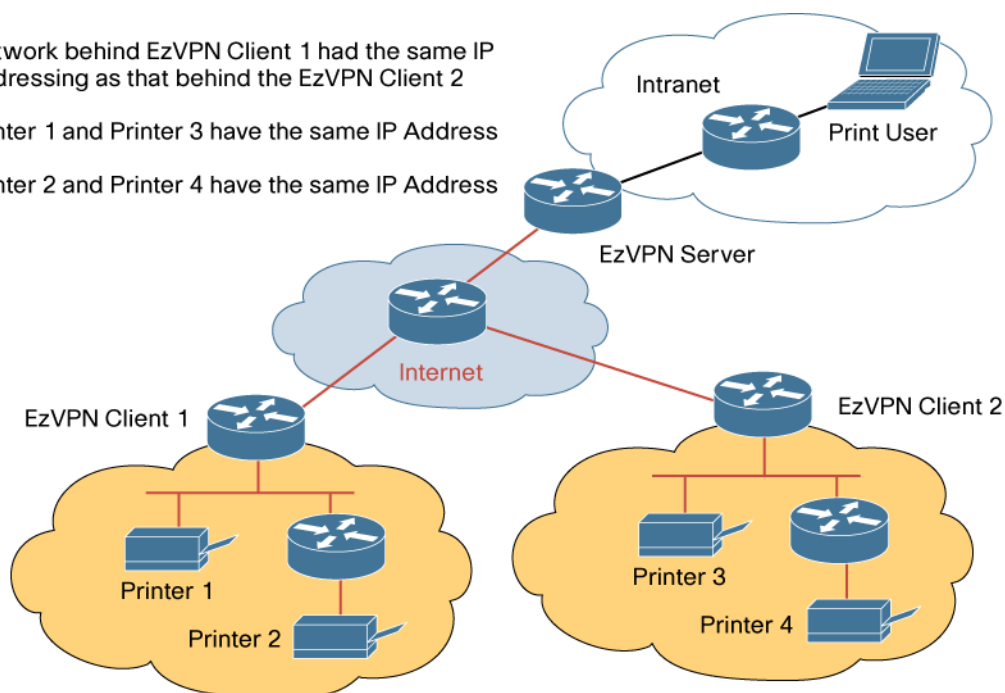 twork behind EzVPN Client 1 had the same IP
dressing as that behind the EzVPN Client 2
nter 1 and Printer 3 have the same IP Address
nter 2 and Printer 4 have the same IP Address
Intranet
Print User
EzVPN Server
Internet
EzVPN Client 1
EzVPN Client 2
Printer 1
Printer 2
Printer 3
Printer 4